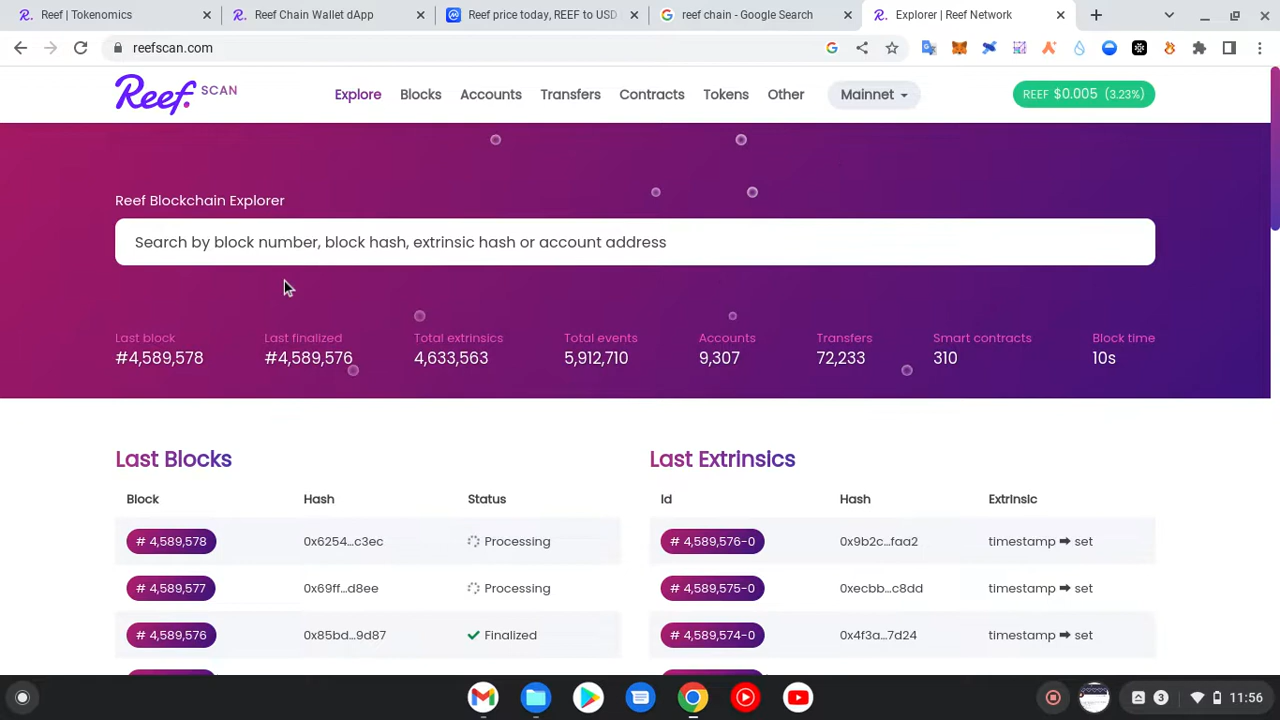 Reef | Tokenomics
Reef Chain Wallet dApp
Reef price today, REEF to USD
reef chain - Google Search
Explorer | Reef Network
reefscan.com
Reef. SCAN
Explore Blocks Accounts Transfers Contracts Tokens Other Mainnet
REEF $0.005 (3.23%)
Reef Blockchain Explorer
Search by block number, block hash, extrinsic hash or account address
Last block Last finalized Total extrinsics Total events Accounts Transfers Smart contracts Block time
#4,589,578 #4,589,576 4,633,563 5,912,710 9,307 72,233 310 10s
Last Blocks
Block Hash Status
# 4,589,578 0x6254...c3ec Processing
# 4,589,577 0x69ff...d8ee Processing
# 4,589,576 0x85bd...9d87 Finalized
Last Extrinsics
Id Hash Extrinsic
# 4,589,576-0 0x9b2c...faa2 timestamp ➡ set
# 4,589,575-0 0xecbb...c8dd timestamp ➡ set
# 4,589,574-0 0x4f3a...7d24 timestamp ➡ set
3 11:56